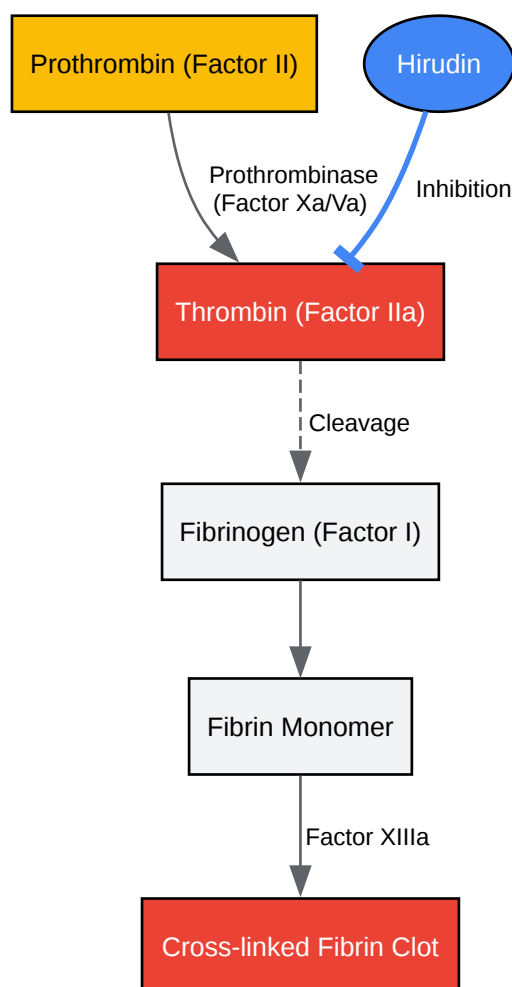 Prothrombin (Factor II)
Hirudin
Prothrombinase
(Factor Xa/Va)
Inhibition
Thrombin (Factor IIa)
Cleavage
Fibrinogen (Factor I)
Fibrin Monomer
Factor XIIIa
Cross-linked Fibrin Clot